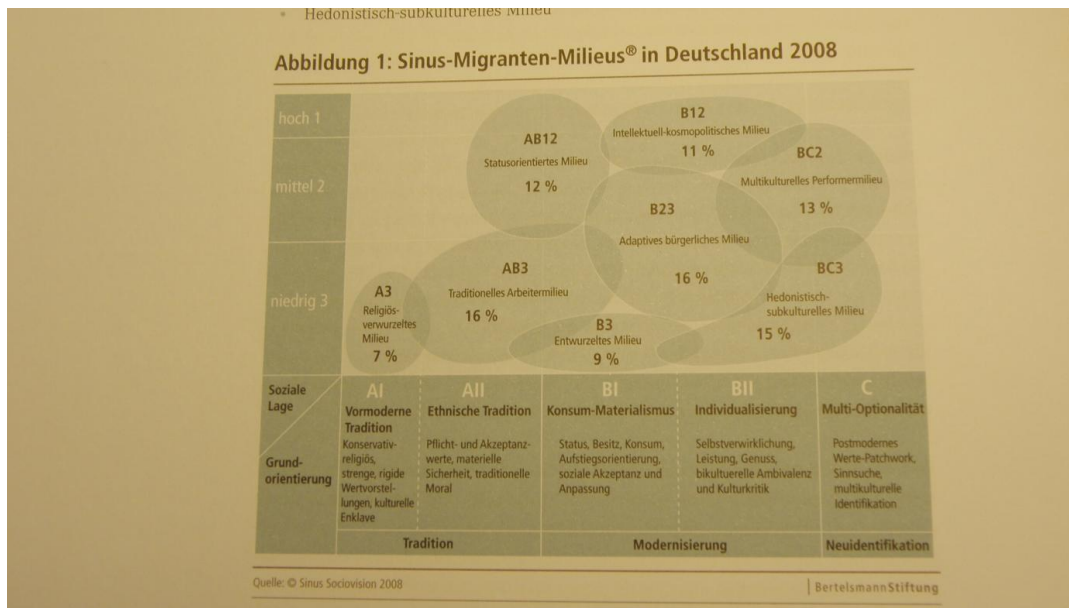 • Hedonistisch-subkulturelles Milieu
Abbildung 1: Sinus-Migranten-Milieus® in Deutschland 2008
hoch 1
mittel 2
niedrig 3
B12
Intellektuell-kosmopolitisches Milieu
11 %
AB12
Statusorientiertes Milieu
12 %
BC2
Multikulturelles Performermilieu
13 %
B23
Adaptives bürgerliches Milieu
16 %
AB3
Traditionelles Arbeitermilieu
16 %
BC3
Hedonistisch-
subkulturelles Milieu
15 %
A3
Religiös-
verwurzeltes
Milieu
7 %
B3
Entwurzeltes Milieu
9 %
Soziale
Lage
Grund-
orientierung
AI
Vormoderne
Tradition
Konservativ-
religiös,
strenge, rigide
Wertvorstel-
lungen, kulturelle
Enklave
AII
Ethnische Tradition
Pflicht- und Akzeptanz-
werte, materielle
Sicherheit, traditionelle
Moral
BI
Konsum-Materialismus
Status, Besitz, Konsum,
Aufstiegsorientierung,
soziale Akzeptanz und
Anpassung
BII
Individualisierung
Selbstverwirklichung,
Leistung, Genuss,
bikultuerelle Ambivalenz
und Kulturkritik
C
Multi-Optionalität
Postmodernes
Werte-Patchwork,
Sinnsuche,
multikulturelle
Identifikation
Tradition
Modernisierung
Neuidentifikation
Quelle: © Sinus Sociovision 2008
BertelsmannStiftung